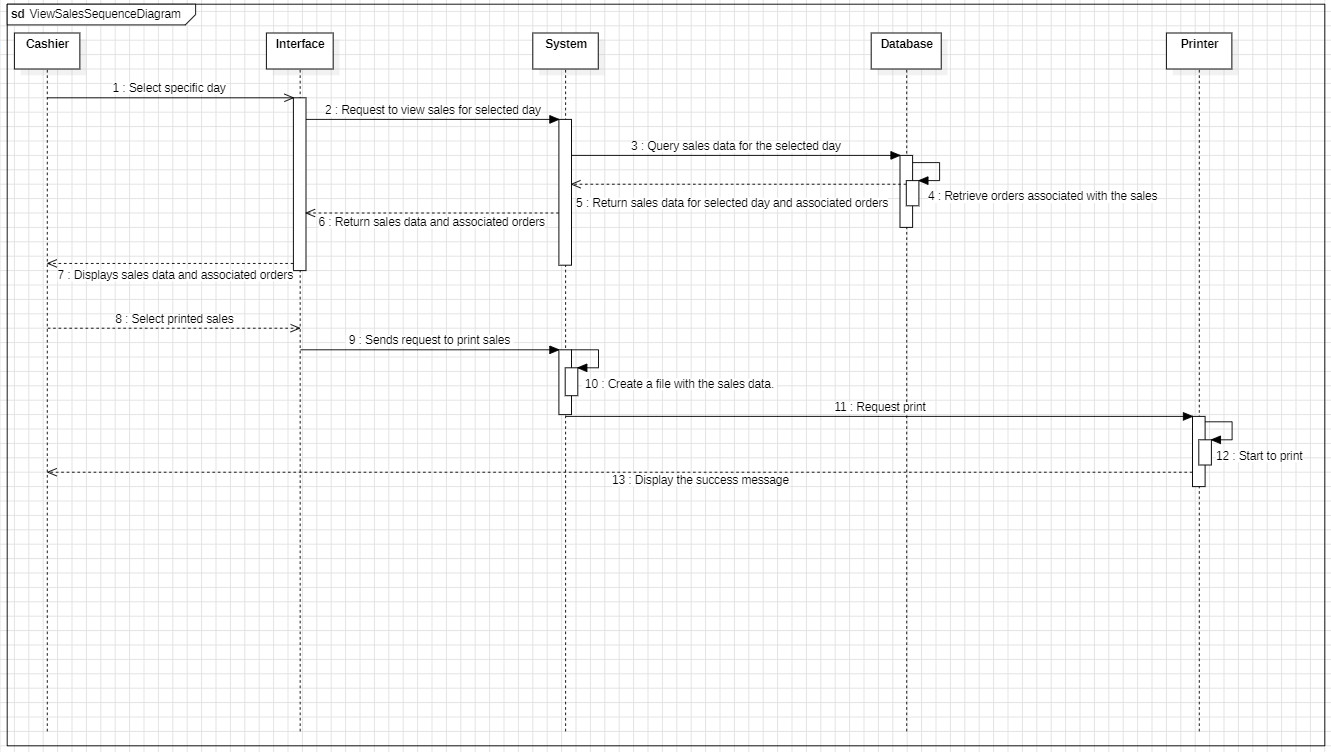 sd ViewSalesSequenceDiagram
Cashier
Interface
System
Database
Printer
1 : Select specific day
2 : Request to view sales for selected day
3 : Query sales data for the selected day
4 : Retrieve orders associated with the sales
5 : Return sales data for selected day and associated orders
6 : Return sales data and associated orders
7 : Displays sales data and associated orders
8 : Select printed sales
9 : Sends request to print sales
10 : Create a file with the sales data.
11 : Request print
12 : Start to print
13 : Display the success message